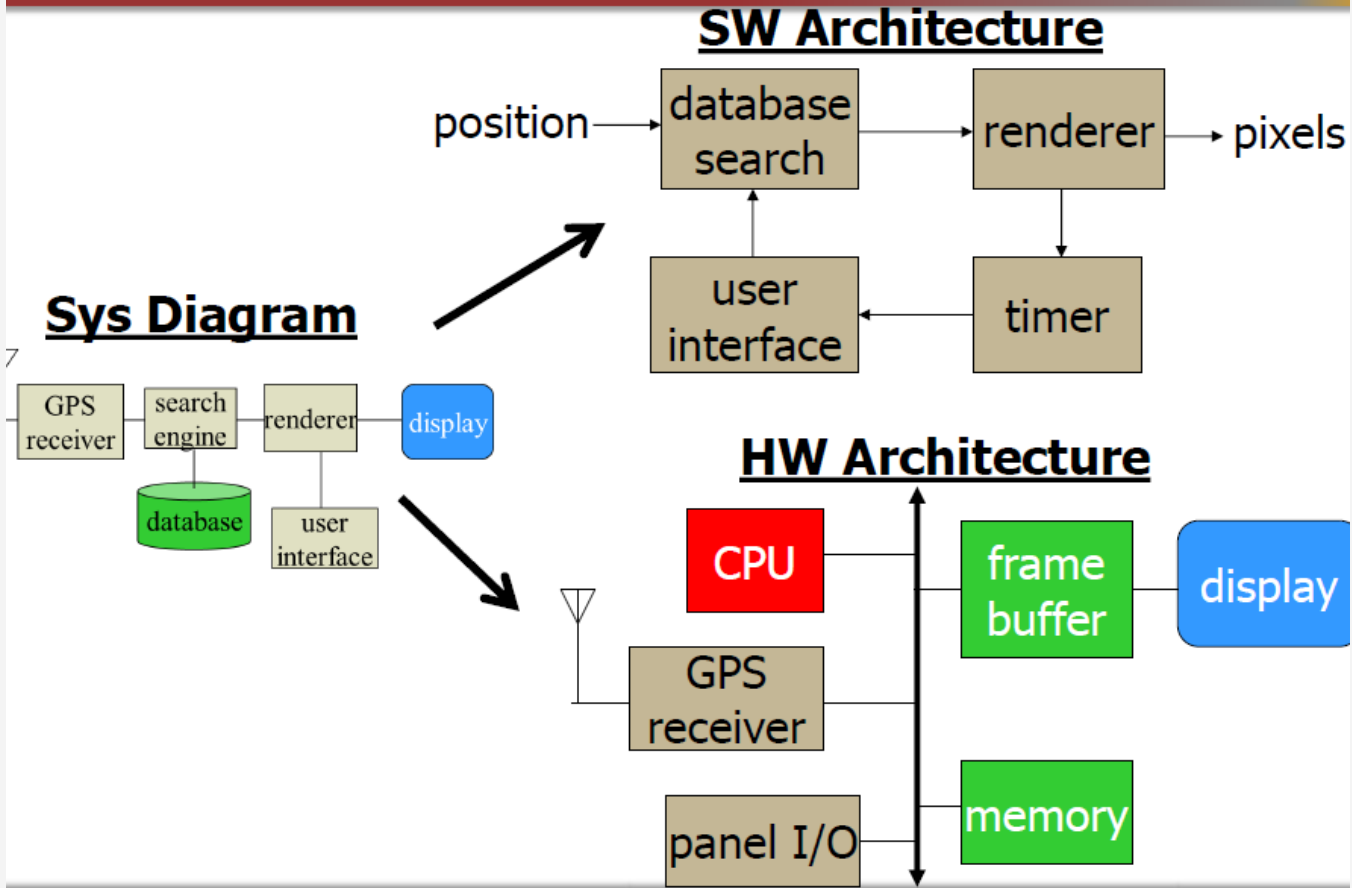 SW Architecture
position
database
search
renderer
pixels
user
interface
timer
Sys Diagram
GPS
receiver
search
engine
renderer
display
database
user
interface
HW Architecture
CPU
frame
buffer
display
GPS
receiver
panel I/O
memory